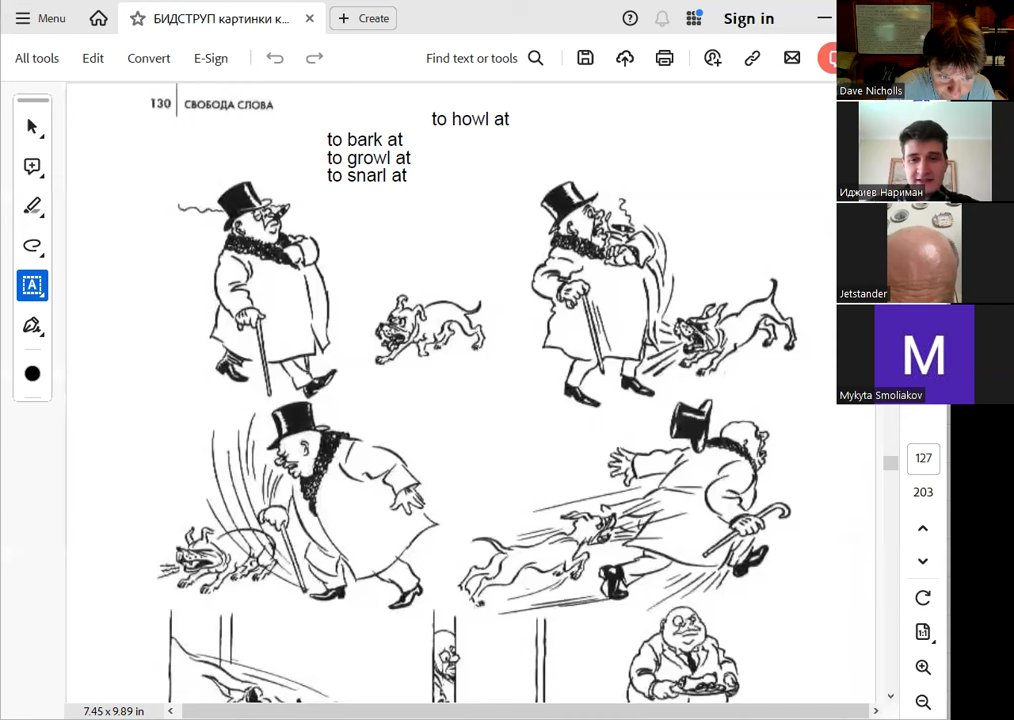 Menu
БИДСТРУП картинки к...
Create
Sign in
All tools
Edit
Convert
E-Sign
Find text or tools
130
СВОБОДА СЛОВА
to howl at
to bark at
to growl at
to snarl at
A
Dave Nicholls
Иджиев Нариман
Jetstander
M
Mykyta Smoliakov
127
203
1:1
7.45 x 9.89 in